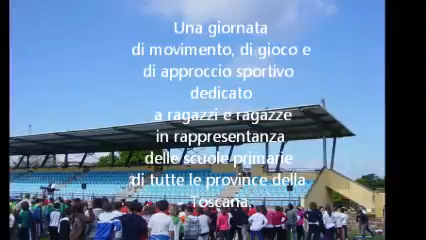 Una giornata
di movimento, di gioco e
di approccio sportivo
dedicato
a ragazzi e ragazze
in rappresentanza
delle scuole primarie
di tutte le province della
Toscana.